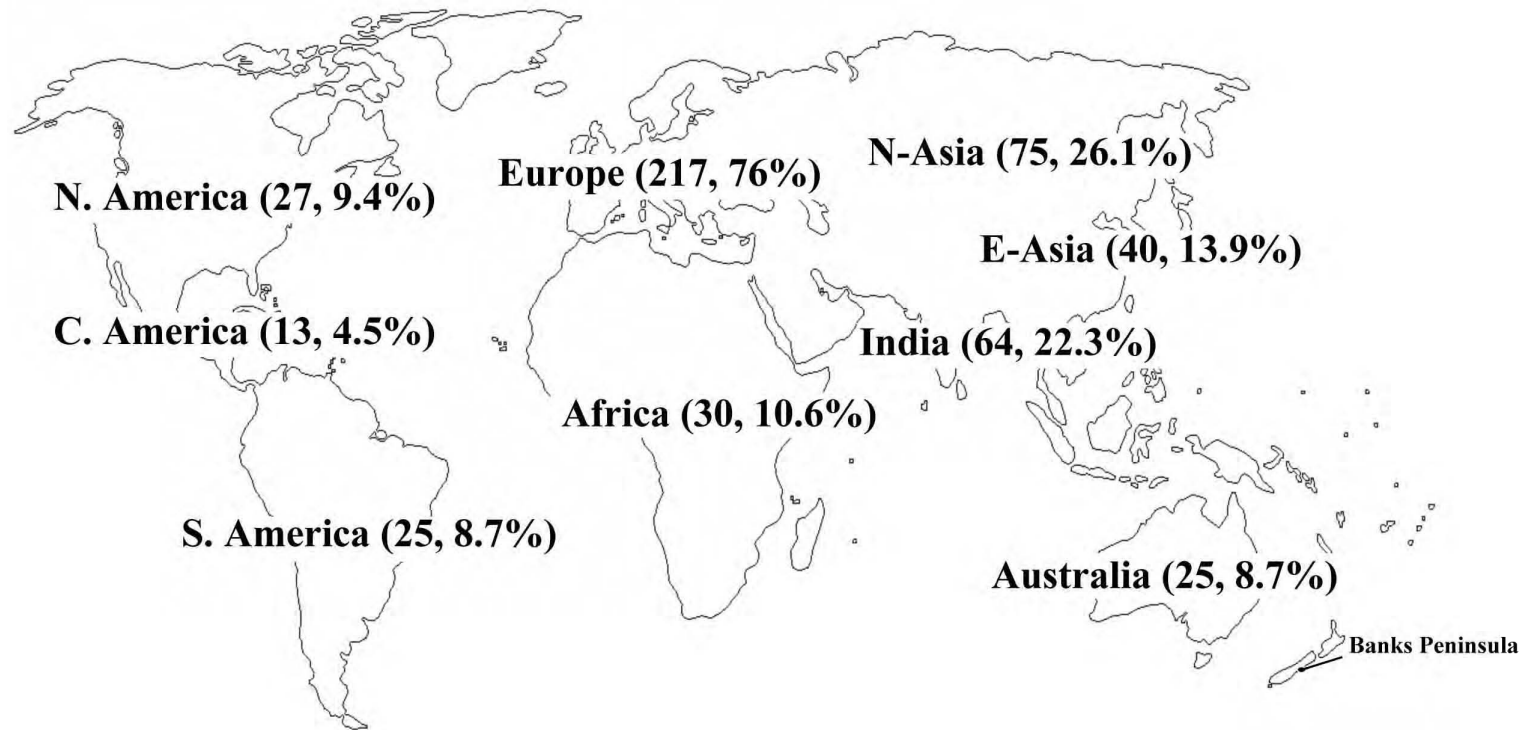 N-Asia (75, 26.1%)
Europe (217, 76%)
N. America (27, 9.4%)
E-Asia (40, 13.9%)
C. America (13, 4.5%)
India (64, 22.3%)
Africa (30, 10.6%)
S. America (25, 8.7%)
Australia (25, 8.7%)
Banks Peninsula